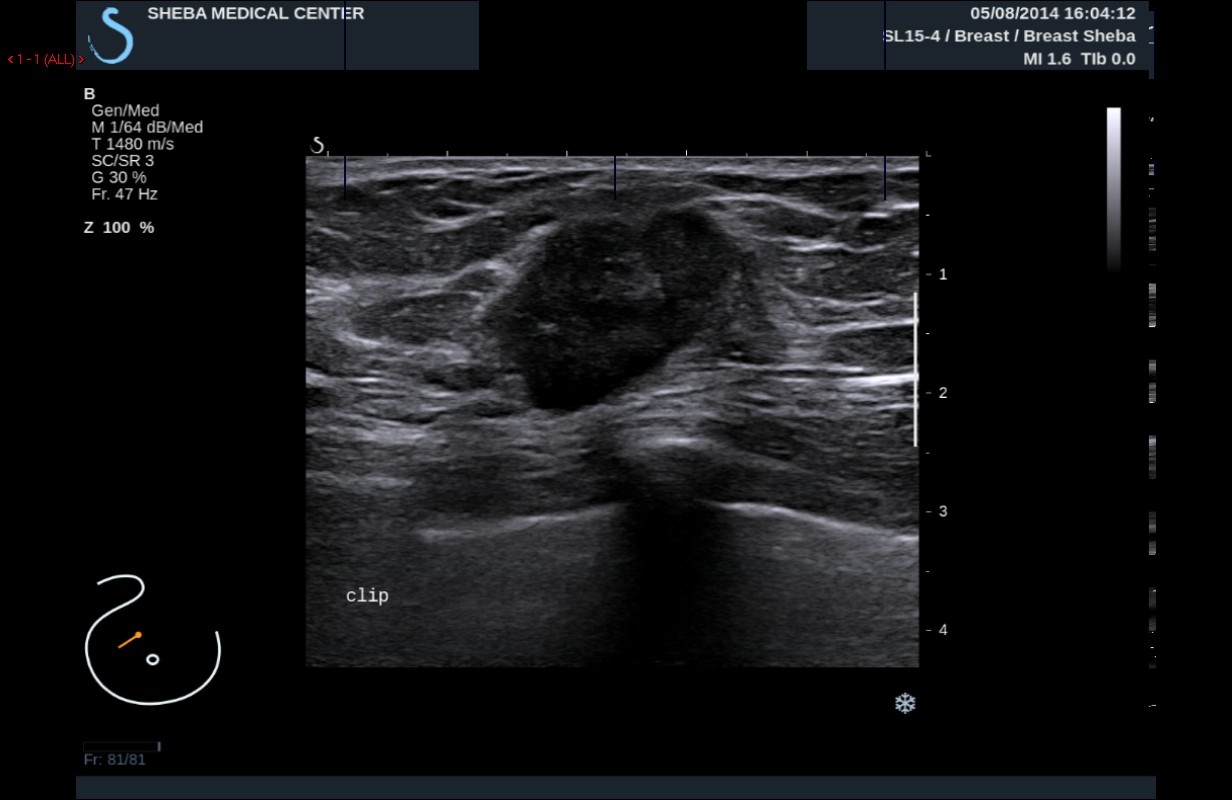 SHEBA MEDICAL CENTER
05/08/2014 16:04:12
SL15-4 / Breast / Breast Sheba
MI 1.6 TIb 0.0
<1-1 (ALL)>
B
Gen/Med
M 1/64 dB/Med
T 1480 m/s
SC/SR 3
G 30 %
Fr. 47 Hz
Z 100 %
1
2
3
4
clip
Fr: 81/81